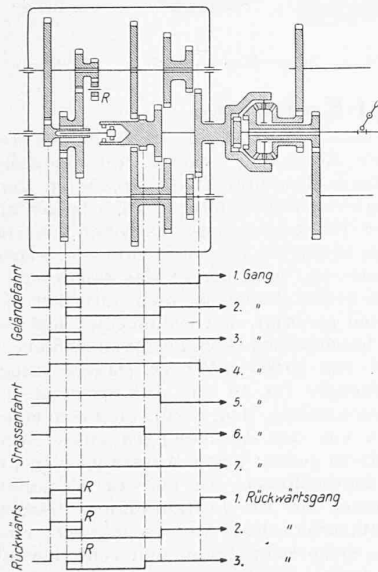 R
Geländefahrt
1. Gang
2. "
3. "
Strassenfahrt
4. "
5. "
6. "
7. "
Rückwärts
R
1. Rückwärtsgang
R
2. "
R
3. "